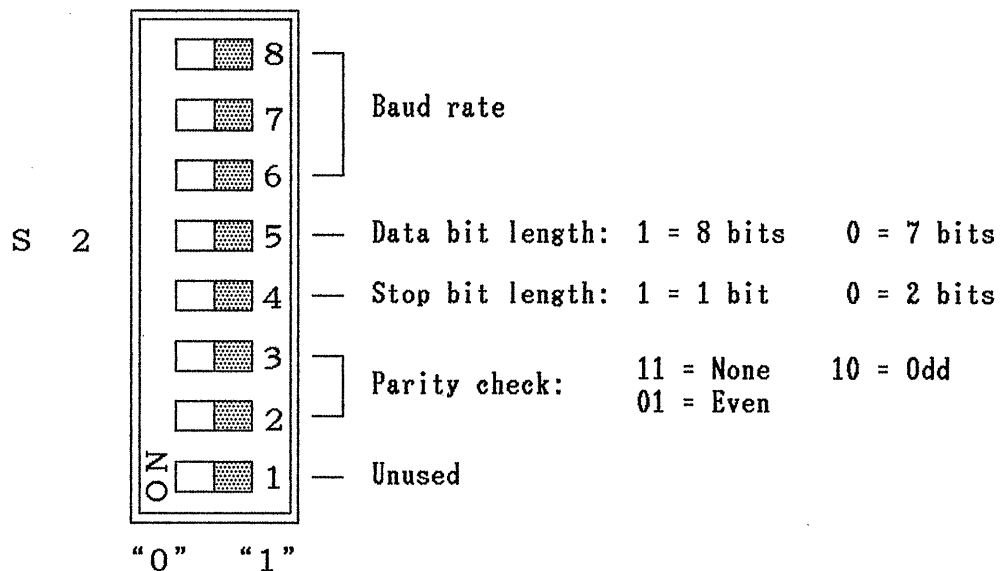 8
7
Baud rate
6
S 2
5
Data bit length: 1 = 8 bits 0 = 7 bits
4
Stop bit length: 1 = 1 bit 0 = 2 bits
3
Parity check: 11 = None 10 = Odd
01 = Even
2
ON
1
Unused
“0” “1”